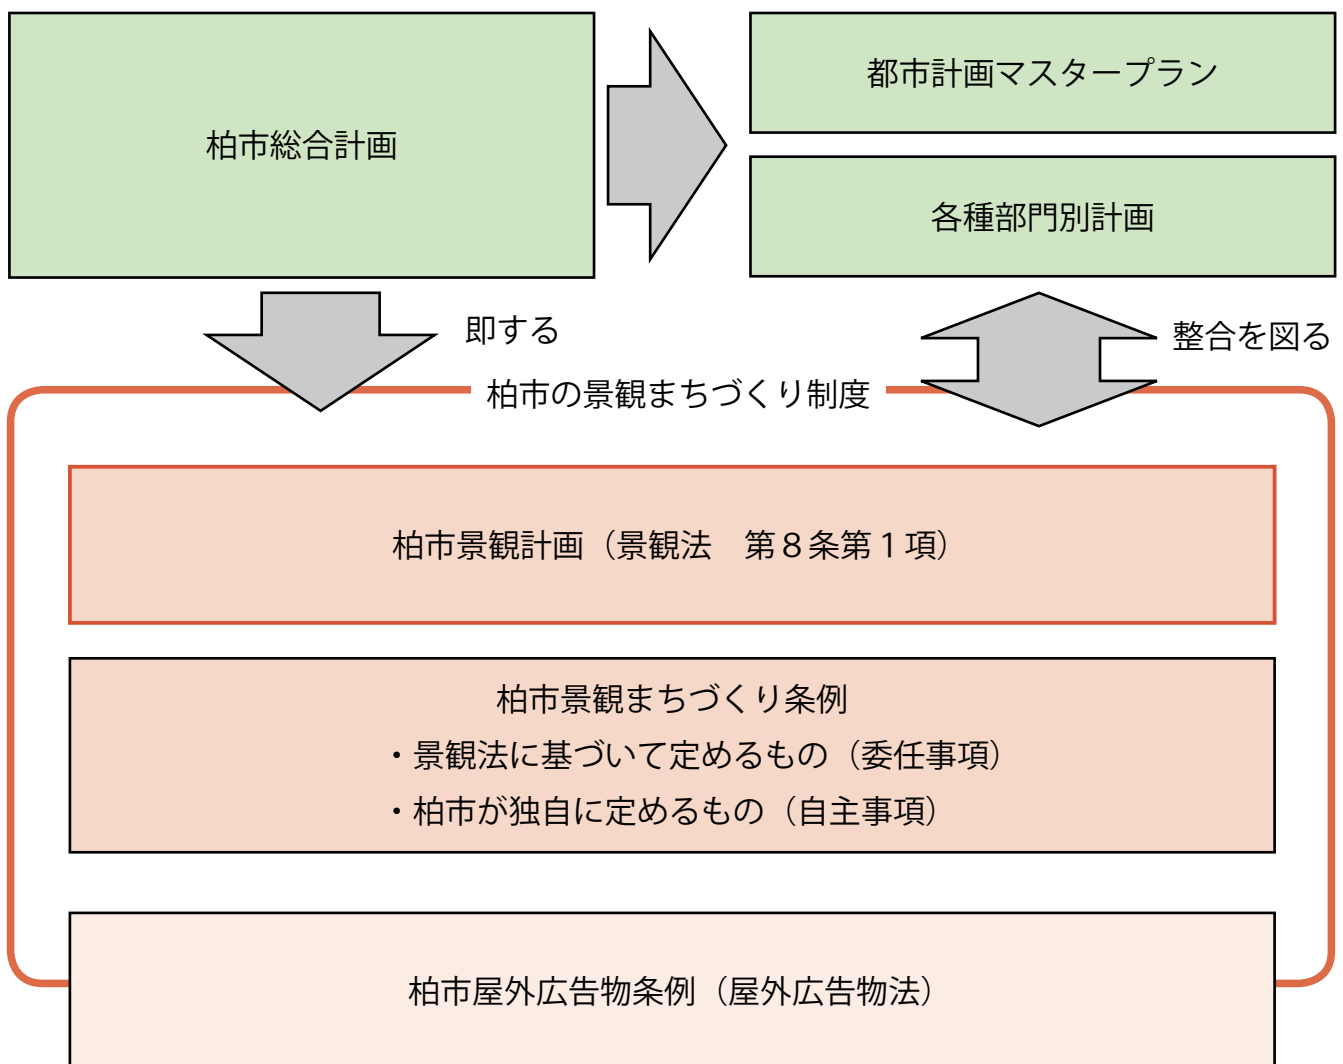 柏市総合計画
都市計画マスタープラン
各種部門別計画
即する
整合を図る
柏市の景観まちづくり制度
柏市景観計画（景観法　第８条第１項）
柏市景観まちづくり条例
・景観法に基づいて定めるもの（委任事項）
・柏市が独自に定めるもの（自主事項）
柏市屋外広告物条例（屋外広告物法）